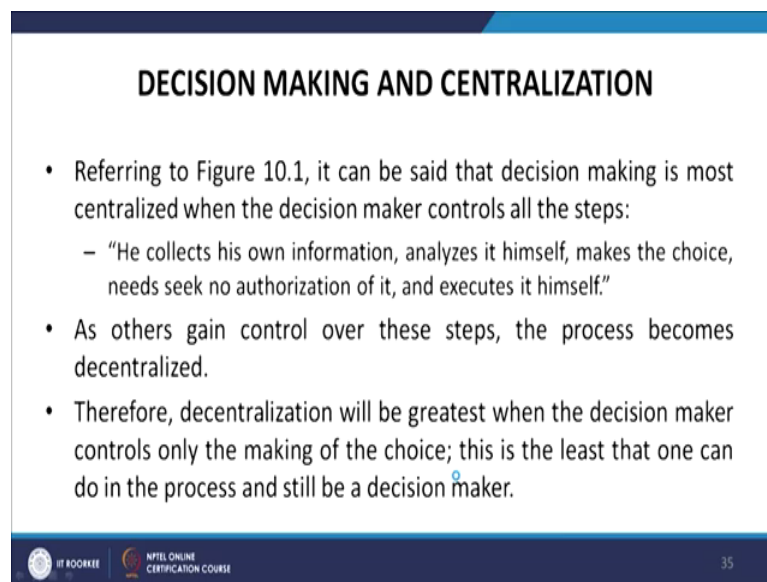 DECISION MAKING AND CENTRALIZATION
• Referring to Figure 10.1, it can be said that decision making is most
centralized when the decision maker controls all the steps:
– “He collects his own information, analyzes it himself, makes the choice,
needs seek no authorization of it, and executes it himself.”
• As others gain control over these steps, the process becomes
decentralized.
• Therefore, decentralization will be greatest when the decision maker
controls only the making of the choice; this is the least that one can
do in the process and still be a decision maker.
IIT ROORKEE
NPTEL ONLINE
CERTIFICATION COURSE
35